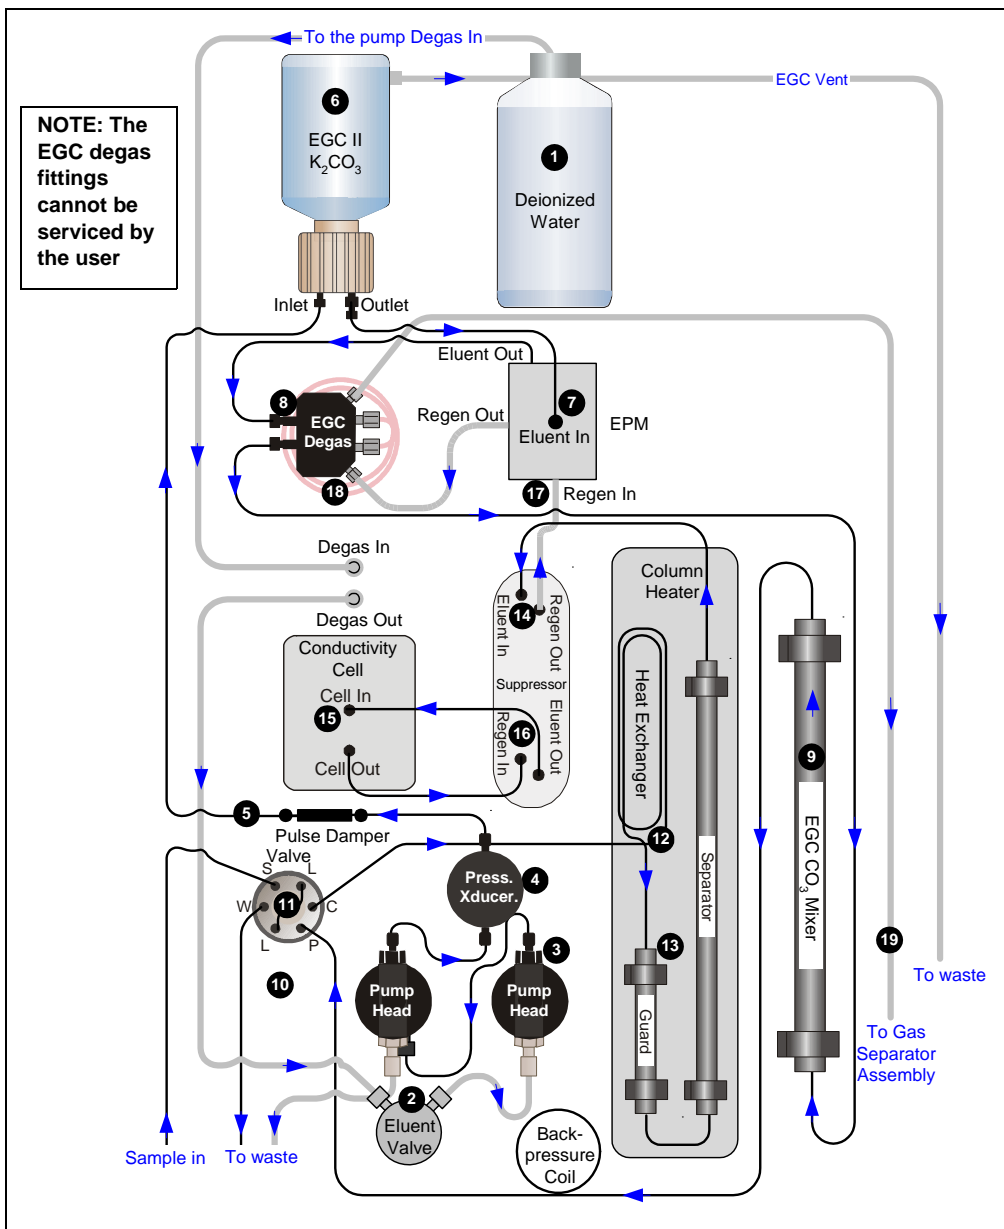 To the pump Degas In
EGC Vent
6
EGC II
K2CO3
1
Deionized
Water
NOTE: The
EGC degas
fittings
cannot be
serviced by
the user
Inlet
Outlet
Eluent Out
8
EGC
Degas
18
Regen Out
7
Eluent In
EPM
17
Regen In
Degas In
Degas Out
Column
Heater
Eluent In
14
Regen Out
Suppressor
Regen In
16
Eluent Out
Conductivity
Cell
Cell In
15
Cell Out
Heat Exchanger
12
9
EGC CO3 Mixer
5
Pulse Damper
Valve
S
L
W
11
C
L
P
10
4
Press.
Xducer.
3
Pump
Head
Pump
Head
Separator
13
Guard
19
To waste
To Gas
Separator
Assembly
2
Eluent
Valve
Back-
pressure
Coil
Sample in
To waste